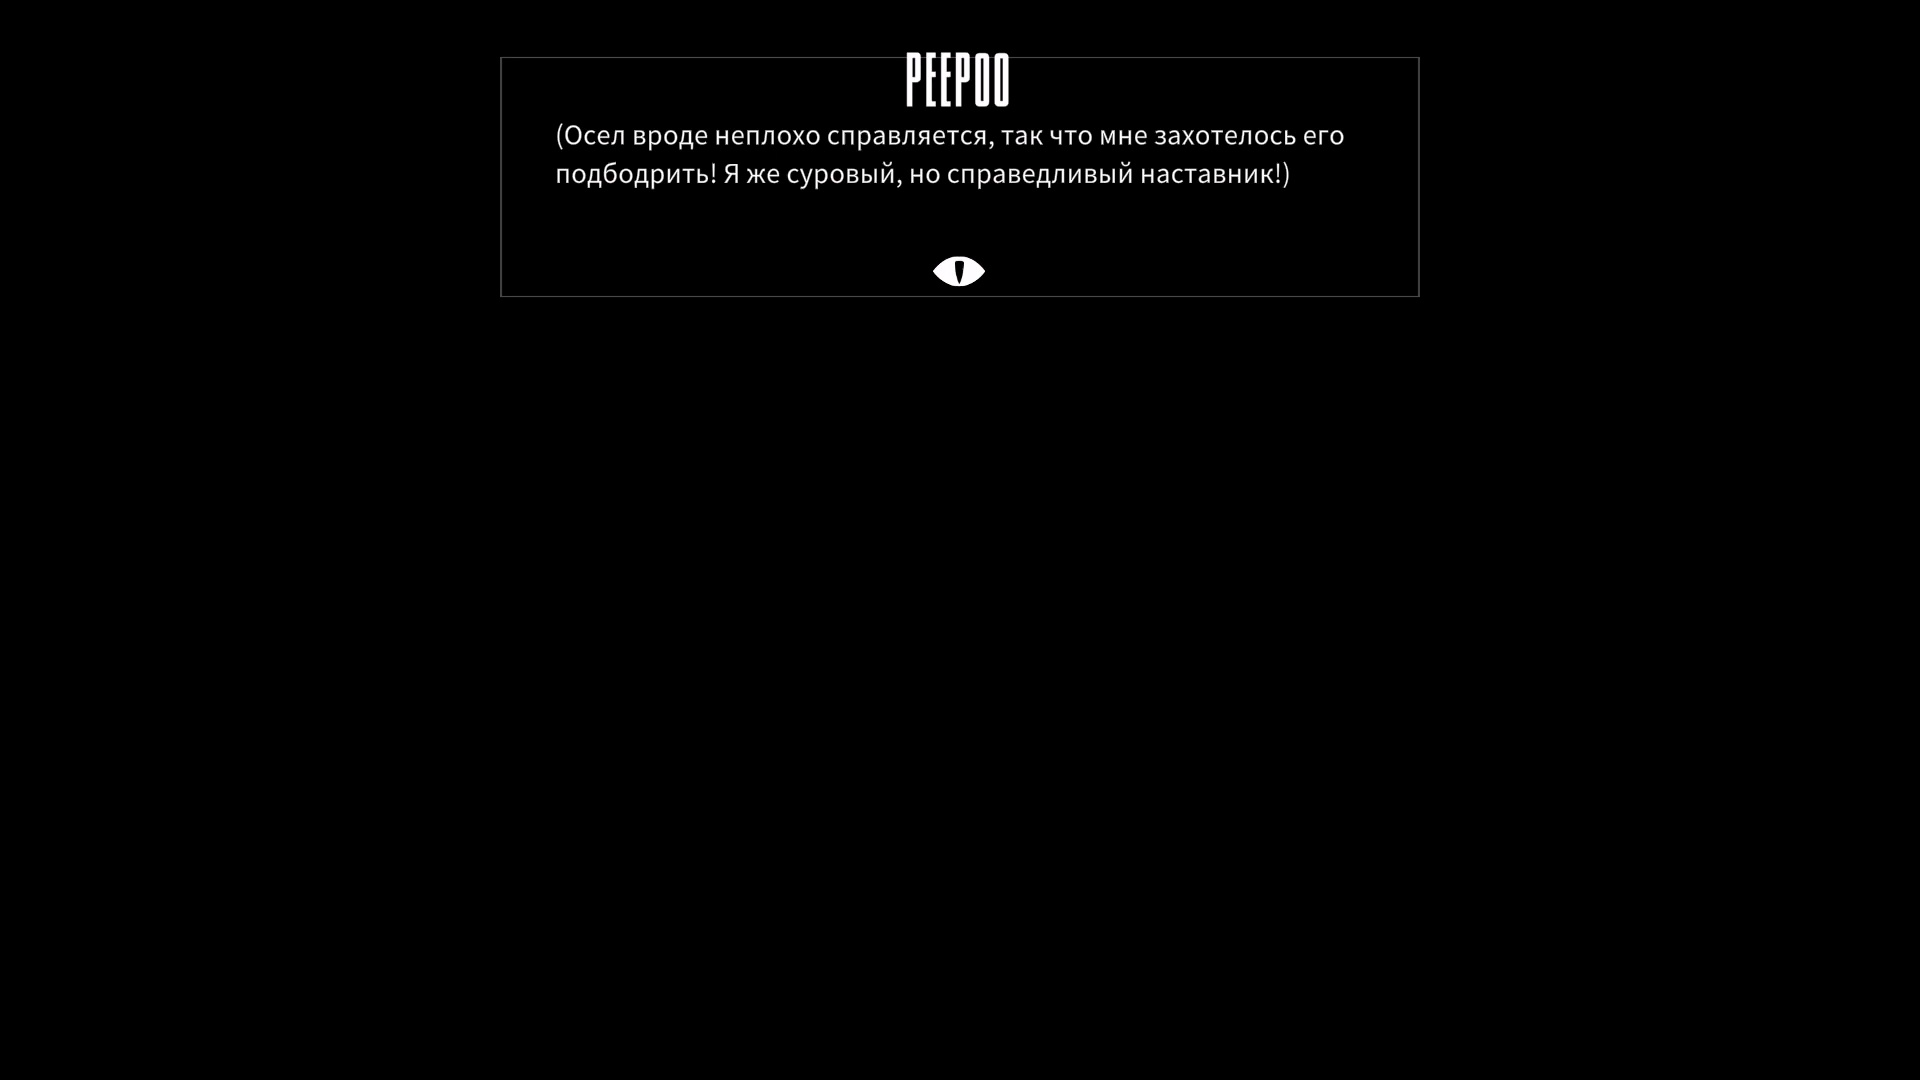 PEEPOO
(Осел вроде неплохо справляется, так что мне захотелось его
подбодрить! Я же суровый, но справедливый наставник!)